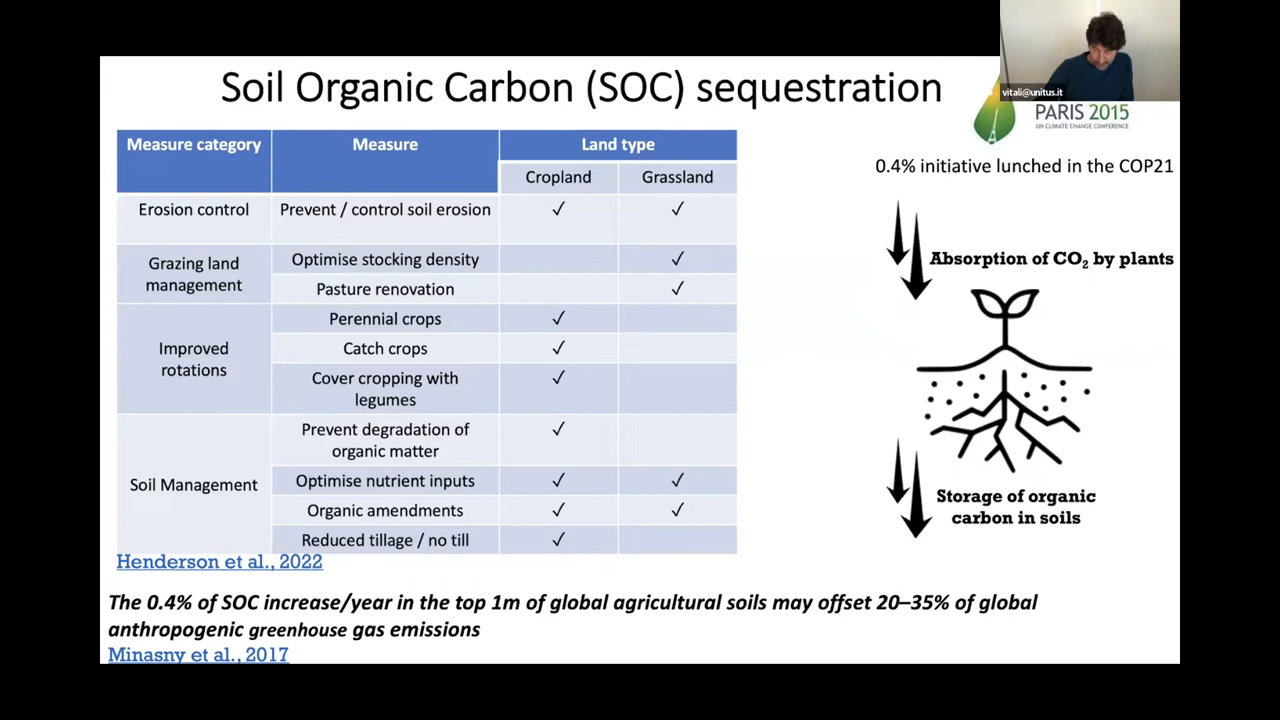 Soil Organic Carbon (SOC) sequestration
vitali@unitus.it
PARIS 2015
UN CLIMATE CHANGE CONFERENCE
0.4% initiative lunched in the COP21
Measure category Measure Land type
Cropland Grassland
Erosion control Prevent / control soil erosion ✓ ✓
Grazing land
management
Optimise stocking density ✓
Pasture renovation ✓
Improved
rotations
Perennial crops ✓
Catch crops ✓
Cover cropping with
legumes ✓
Soil Management
Prevent degradation of
organic matter ✓
Optimise nutrient inputs ✓ ✓
Organic amendments ✓ ✓
Reduced tillage / no till ✓
Henderson et al., 2022
Absorption of CO₂ by plants
Storage of organic
carbon in soils
The 0.4% of SOC increase/year in the top 1m of global agricultural soils may offset 20–35% of global
anthropogenic greenhouse gas emissions
Minasny et al., 2017